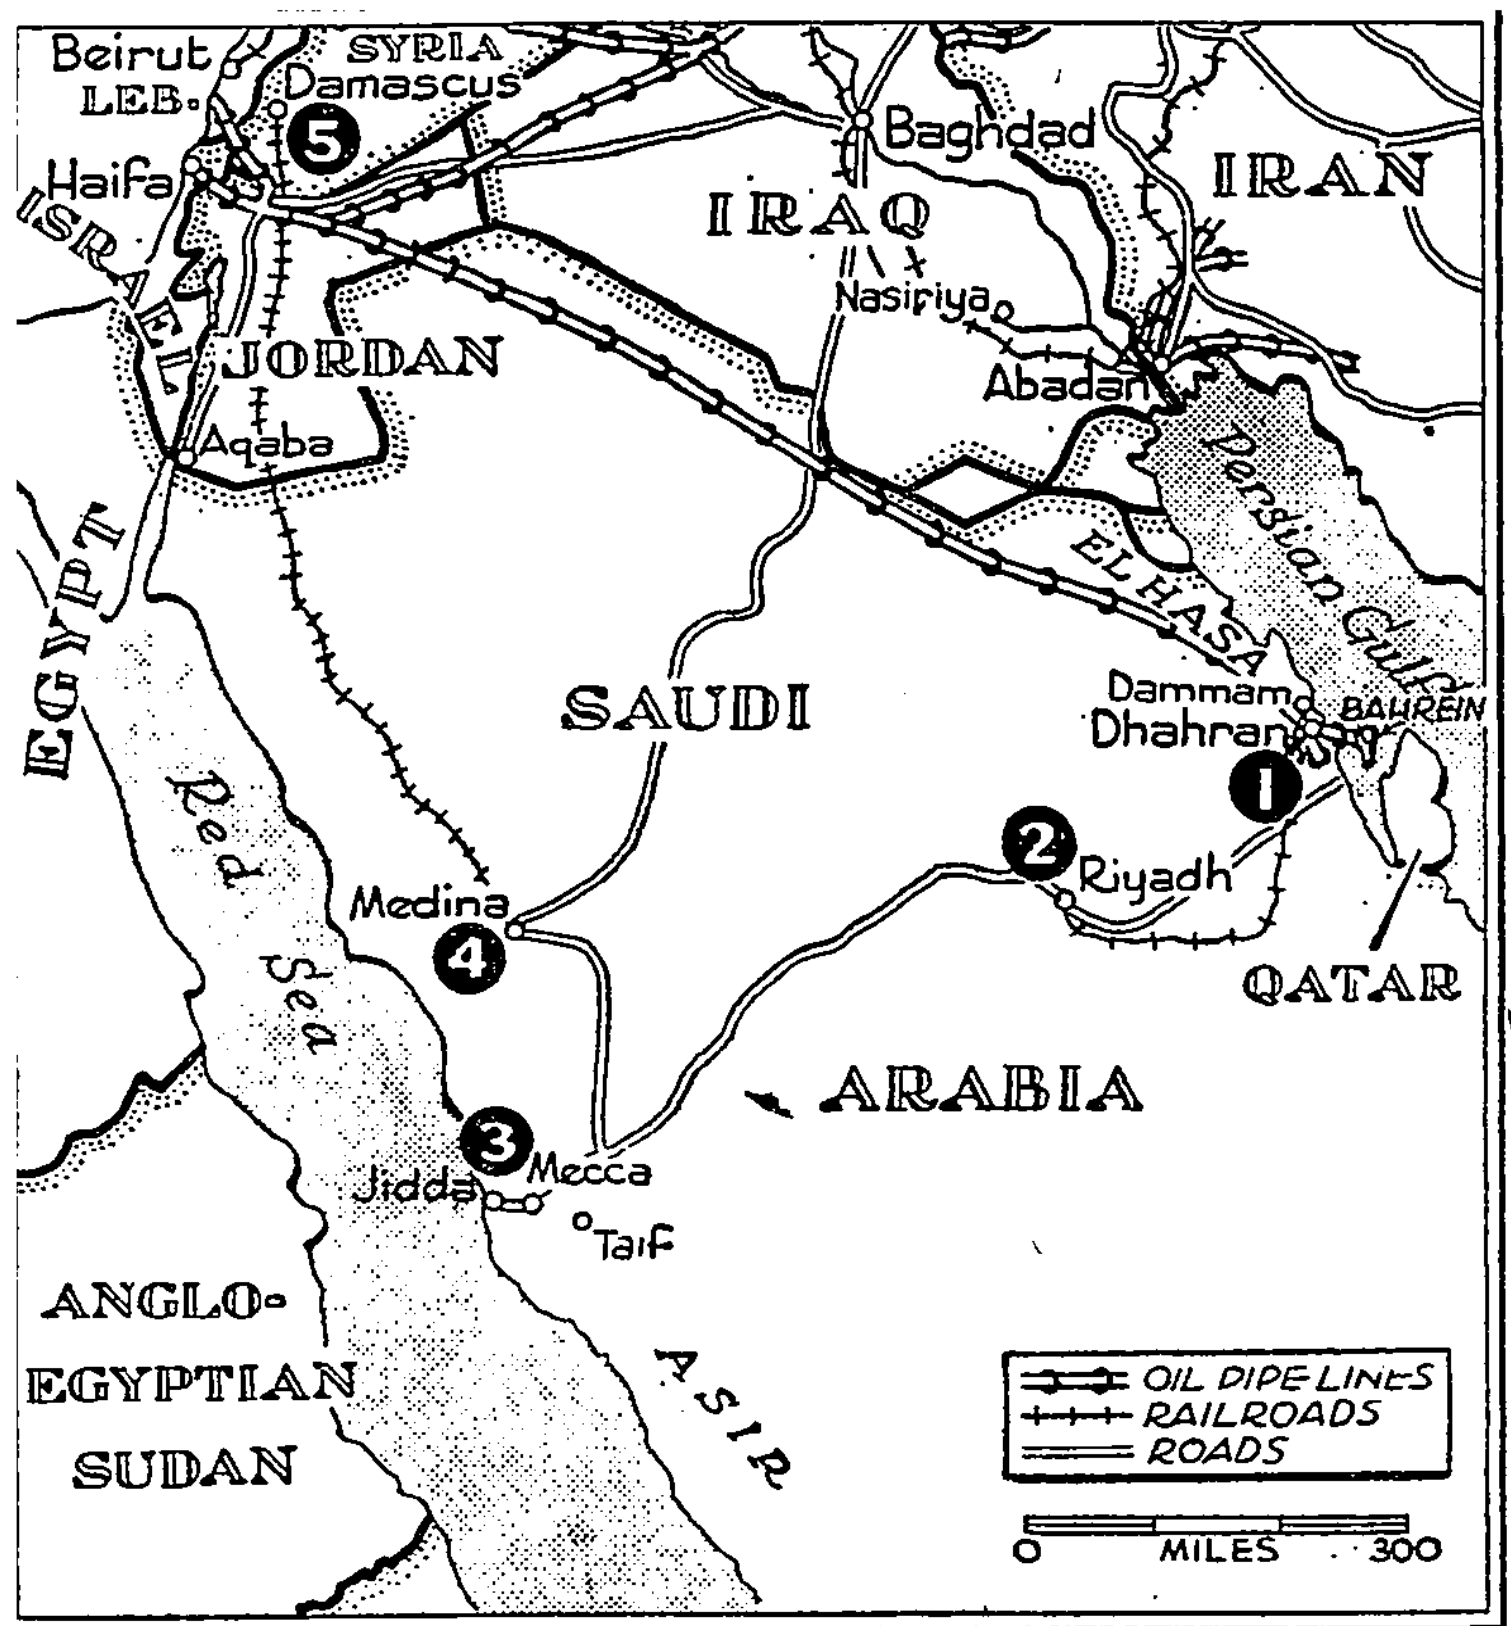 Beirut
SYRIA
LEB.
Damascus
5
Baghdad
IRAN
Haifa
ISRAEL
IRAQ
Nasiriya
JORDAN
Abadan
Aqaba
Persian Gulf
EGYPT
EL HASA
SAUDI
Dammam
BAHREIN
Dhahran
1
Red
2
Riyadh
Medina
4
Sea
QATAR
ARABIA
3
Mecca
Jidda
Taif
ANGLO-
EGYPTIAN
SUDAN
ASIR
OIL PIPE LINES
RAILROADS
ROADS
0 MILES 300